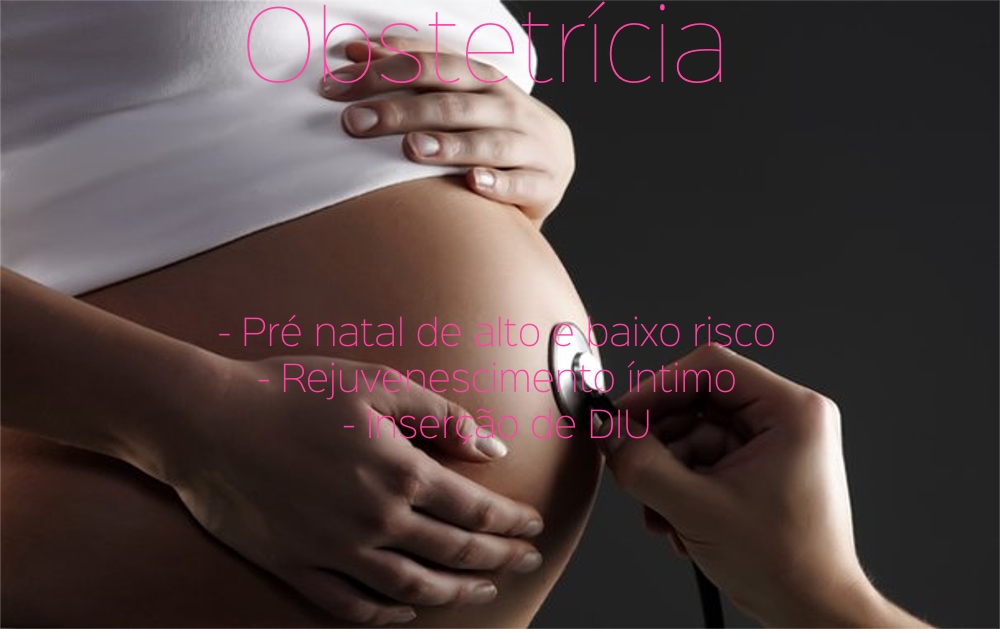 Obstetrícia
- Pré natal de alto e baixo risco
- Rejuvenescimento íntimo
- Inserção de DIU